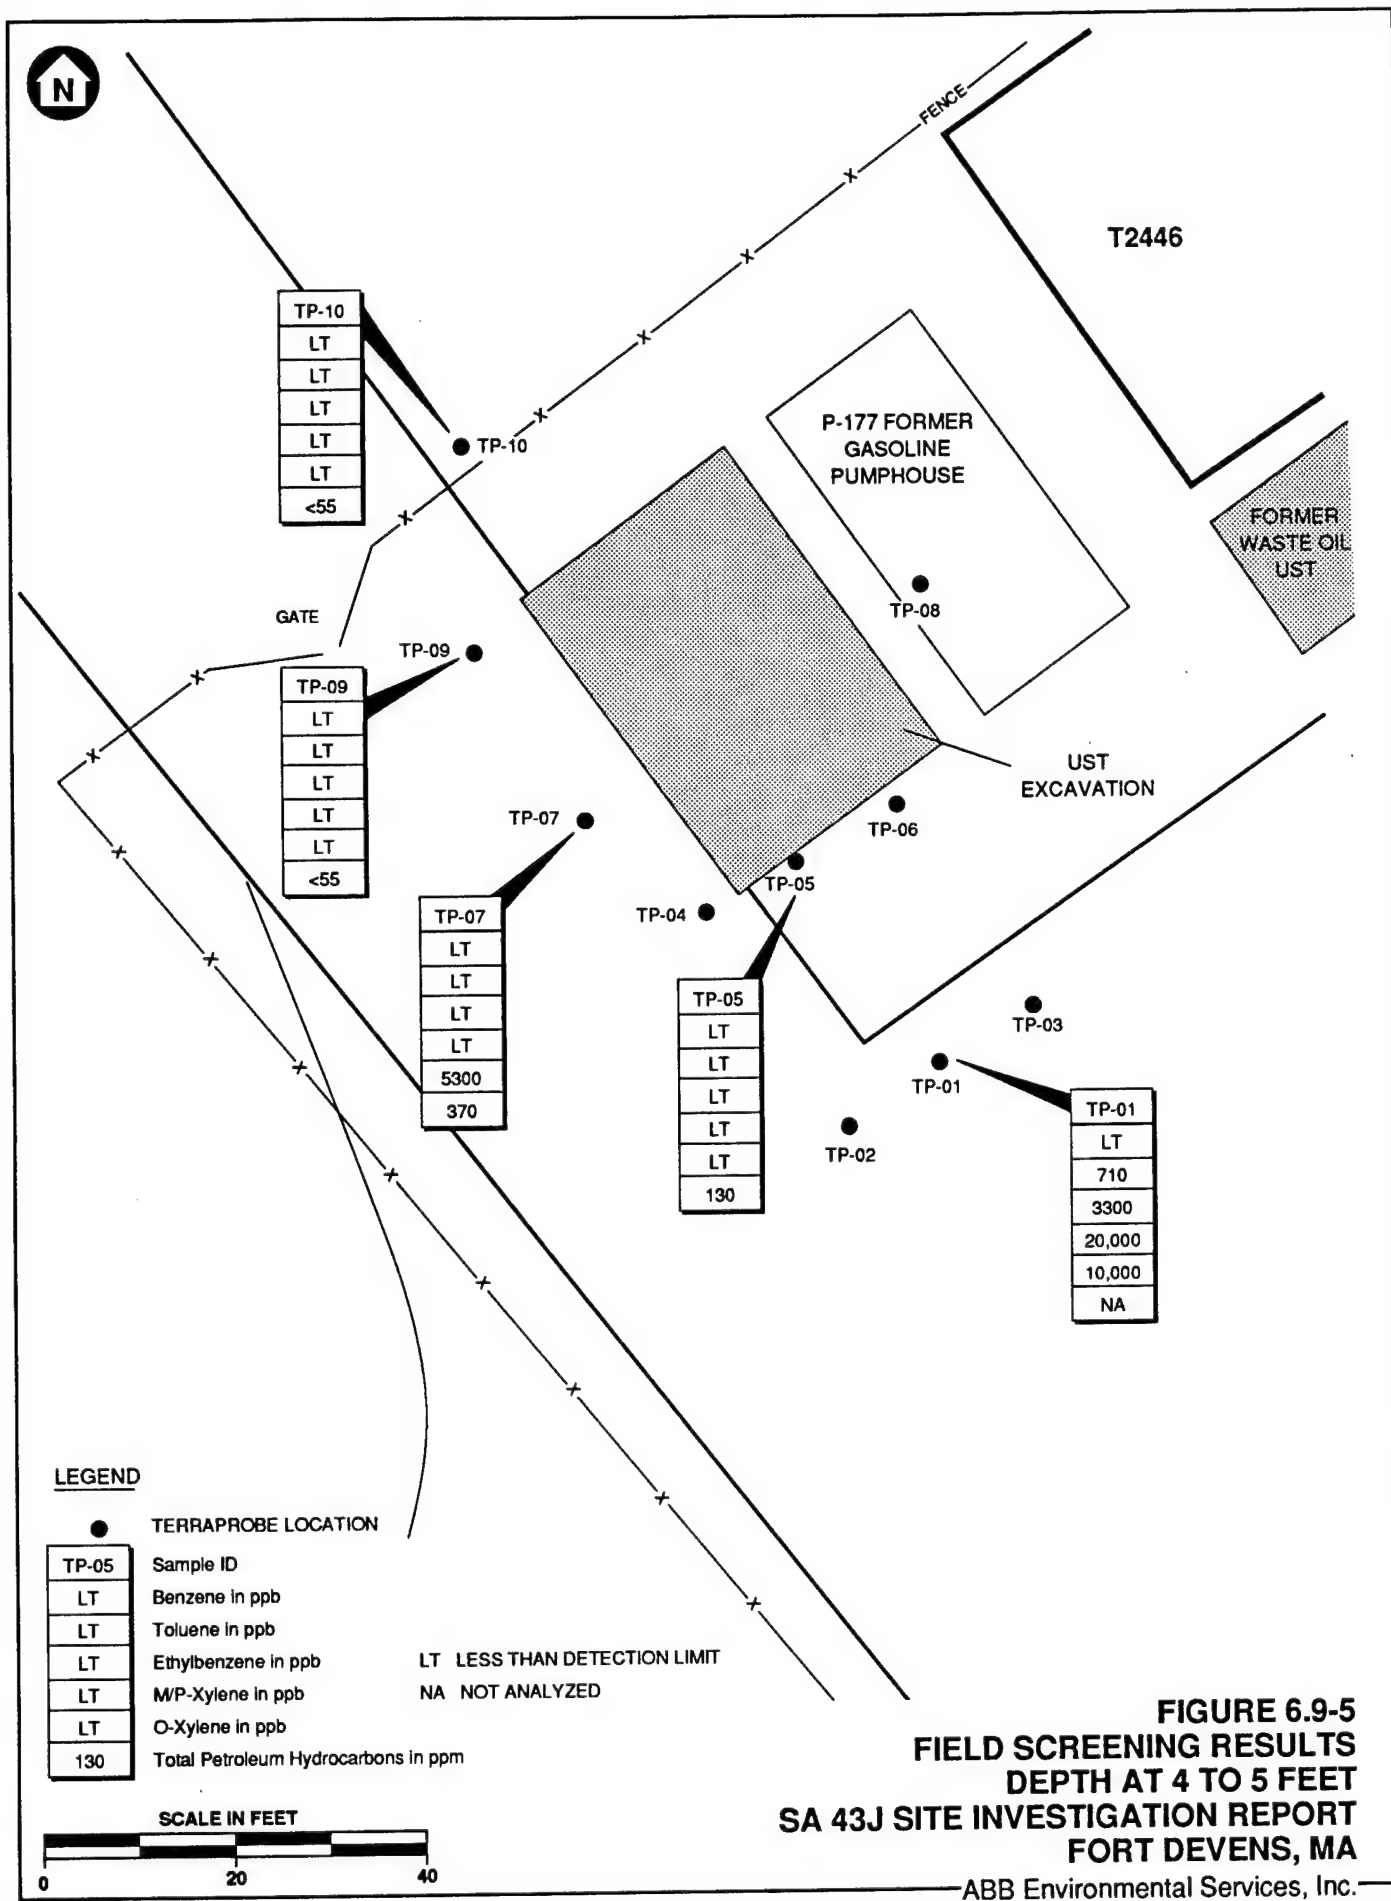 N
FENCE
T2446
TP-10
LT
LT
LT
LT
LT
<55
TP-10
P-177 FORMER
GASOLINE
PUMPHOUSE
FORMER
WASTE OIL
UST
TP-08
GATE
TP-09
TP-09
LT
LT
LT
LT
LT
<55
UST
EXCAVATION
TP-07
TP-06
TP-05
TP-04
TP-07
LT
LT
LT
LT
5300
370
TP-05
LT
LT
LT
LT
LT
130
TP-03
TP-01
TP-02
TP-01
LT
710
3300
20,000
10,000
NA
LEGEND
TERRAPROBE LOCATION
TP-05 Sample ID
LT Benzene in ppb
LT Toluene in ppb
LT Ethylbenzene in ppb
LT M/P-Xylene in ppb
LT O-Xylene in ppb
130 Total Petroleum Hydrocarbons in ppm
LT LESS THAN DETECTION LIMIT
NA NOT ANALYZED
SCALE IN FEET
0 20 40
FIGURE 6.9-5
FIELD SCREENING RESULTS
DEPTH AT 4 TO 5 FEET
SA 43J SITE INVESTIGATION REPORT
FORT DEVENS, MA
ABB Environmental Services, Inc.